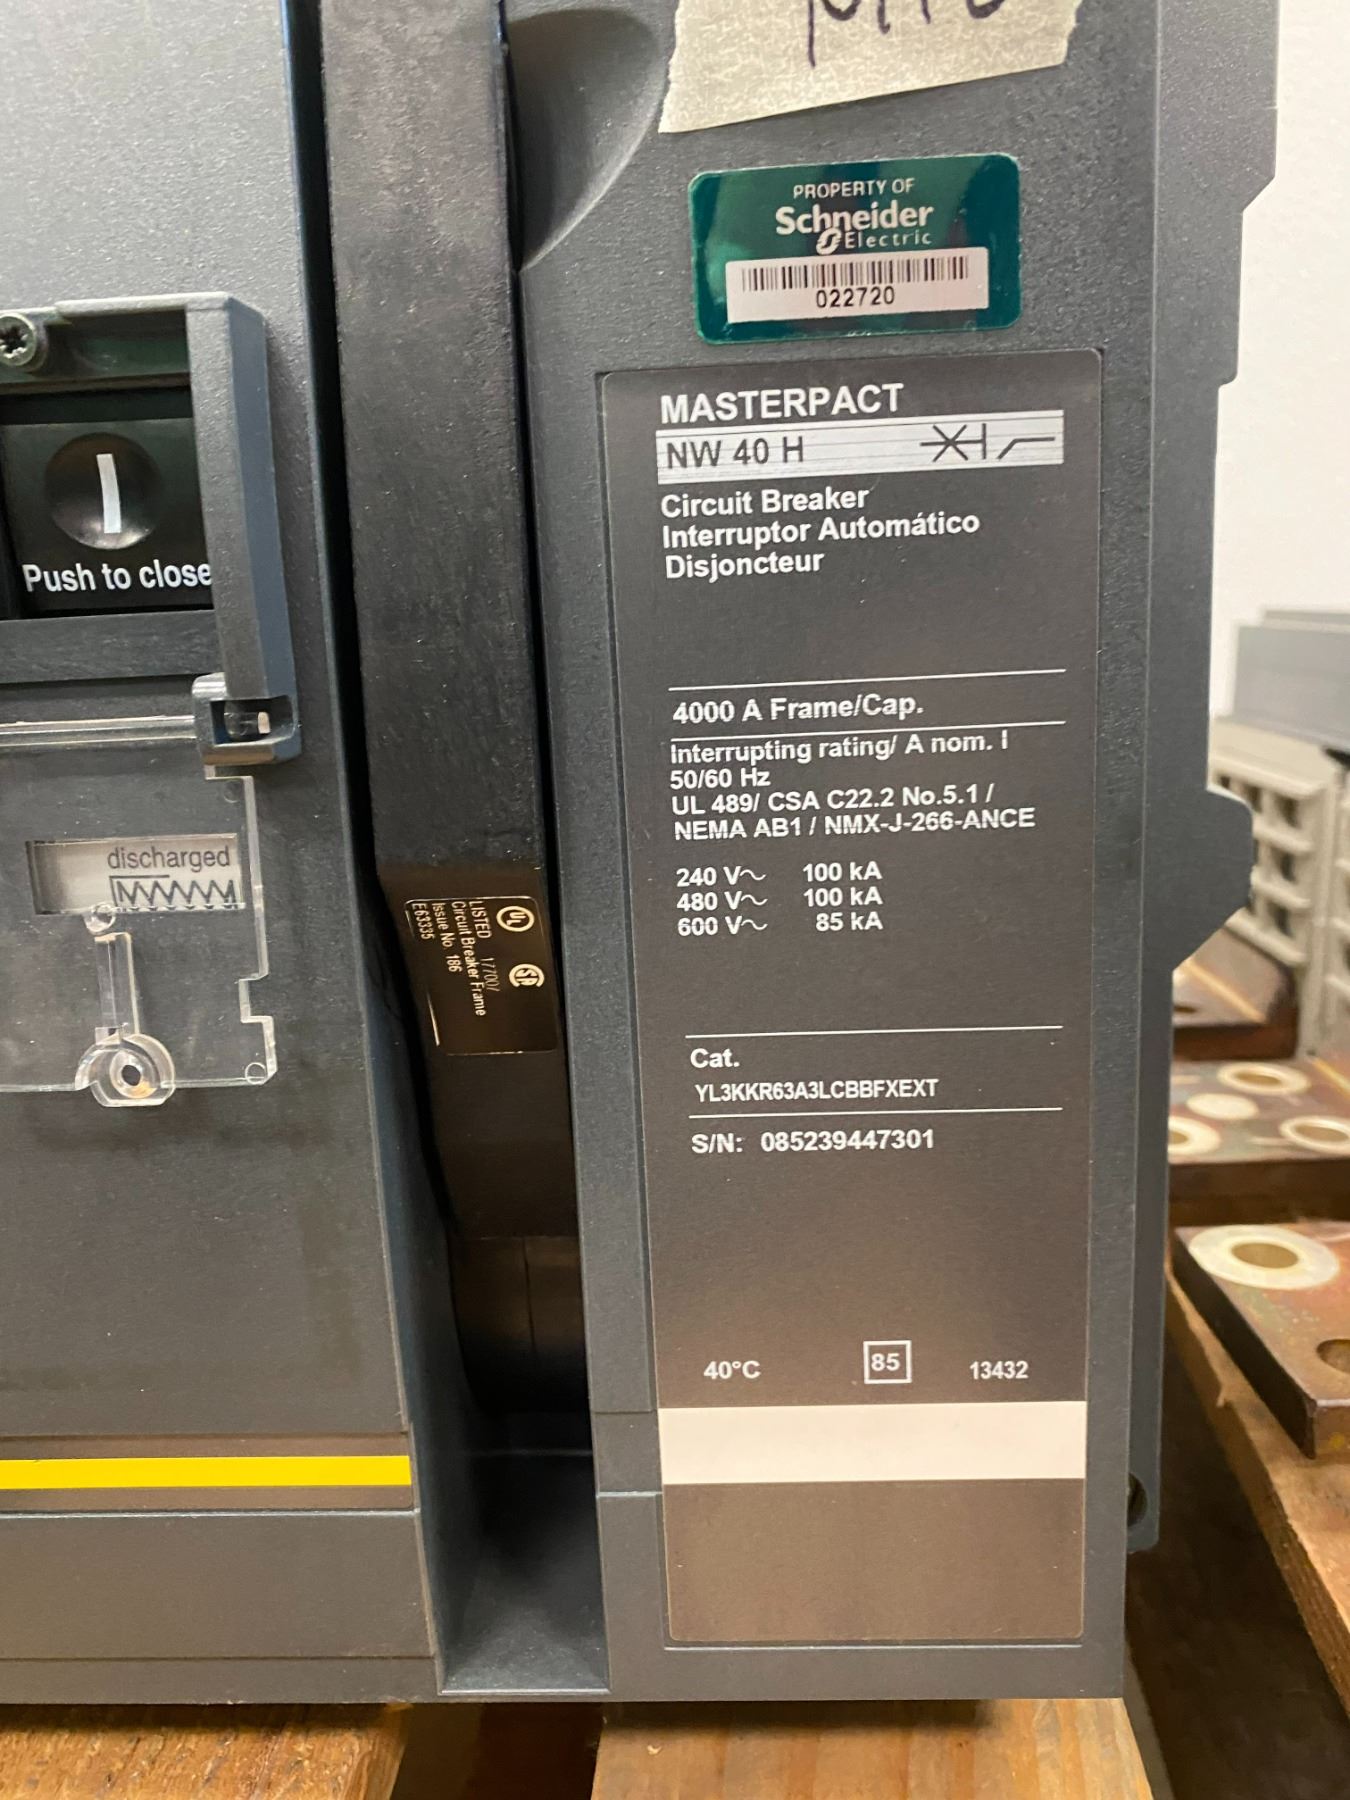 PROPERTY OF
Schneider
Electric
022720
MASTERPACT
NW 40 H
Circuit Breaker
Interruptor Automático
Disjoncteur
4000 A Frame/Cap.
Interrupting rating/ A nom. I
50/60 Hz
UL 489/ CSA C22.2 No.5.1 /
NEMA AB1 / NMX-J-266-ANCE
240 V~ 100 kA
480 V~ 100 kA
600 V~ 85 kA
Cat.
YL3KKR63A3LCBBFXEXT
S/N: 085239447301
40°C 85 13432
Push to close
discharged
UL
LISTED
Circuit Breaker Frame
Issue No. 186
E63335